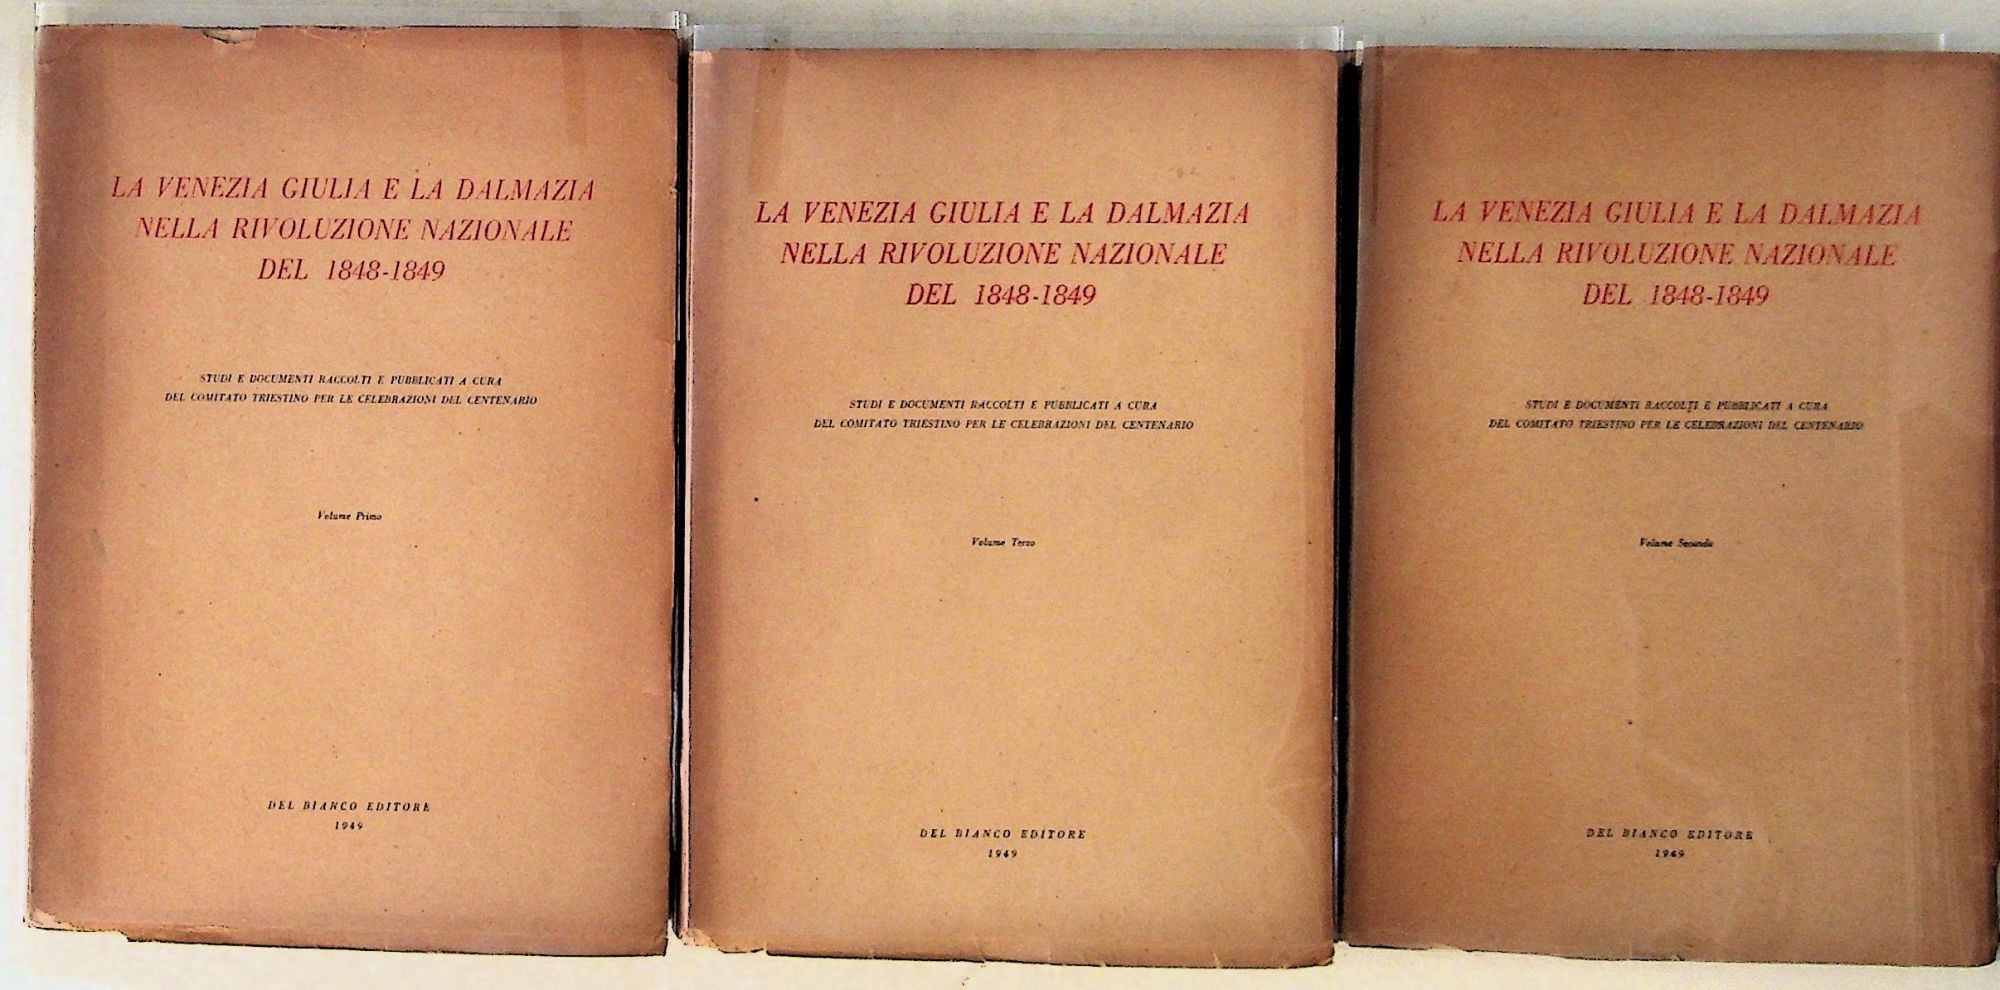 LA VENEZIA GIULIA E LA DALMAZIA
NELLA RIVOLUZIONE NAZIONALE
DEL 1848-1849
STUDI E DOCUMENTI RACCOLTI E PUBBLICATI A CURA
DEL COMITATO TRIESTINO PER LE CELEBRAZIONI DEL CENTENARIO
Volume Primo
DEL BIANCO EDITORE
1949
LA VENEZIA GIULIA E LA DALMAZIA
NELLA RIVOLUZIONE NAZIONALE
DEL 1848-1849
STUDI E DOCUMENTI RACCOLTI E PUBBLICATI A CURA
DEL COMITATO TRIESTINO PER LE CELEBRAZIONI DEL CENTENARIO
Volume Terzo
DEL BIANCO EDITORE
1949
LA VENEZIA GIULIA E LA DALMAZIA
NELLA RIVOLUZIONE NAZIONALE
DEL 1848-1849
STUDI E DOCUMENTI RACCOLTI E PUBBLICATI A CURA
DEL COMITATO TRIESTINO PER LE CELEBRAZIONI DEL CENTENARIO
Volume Secondo
DEL BIANCO EDITORE
1949